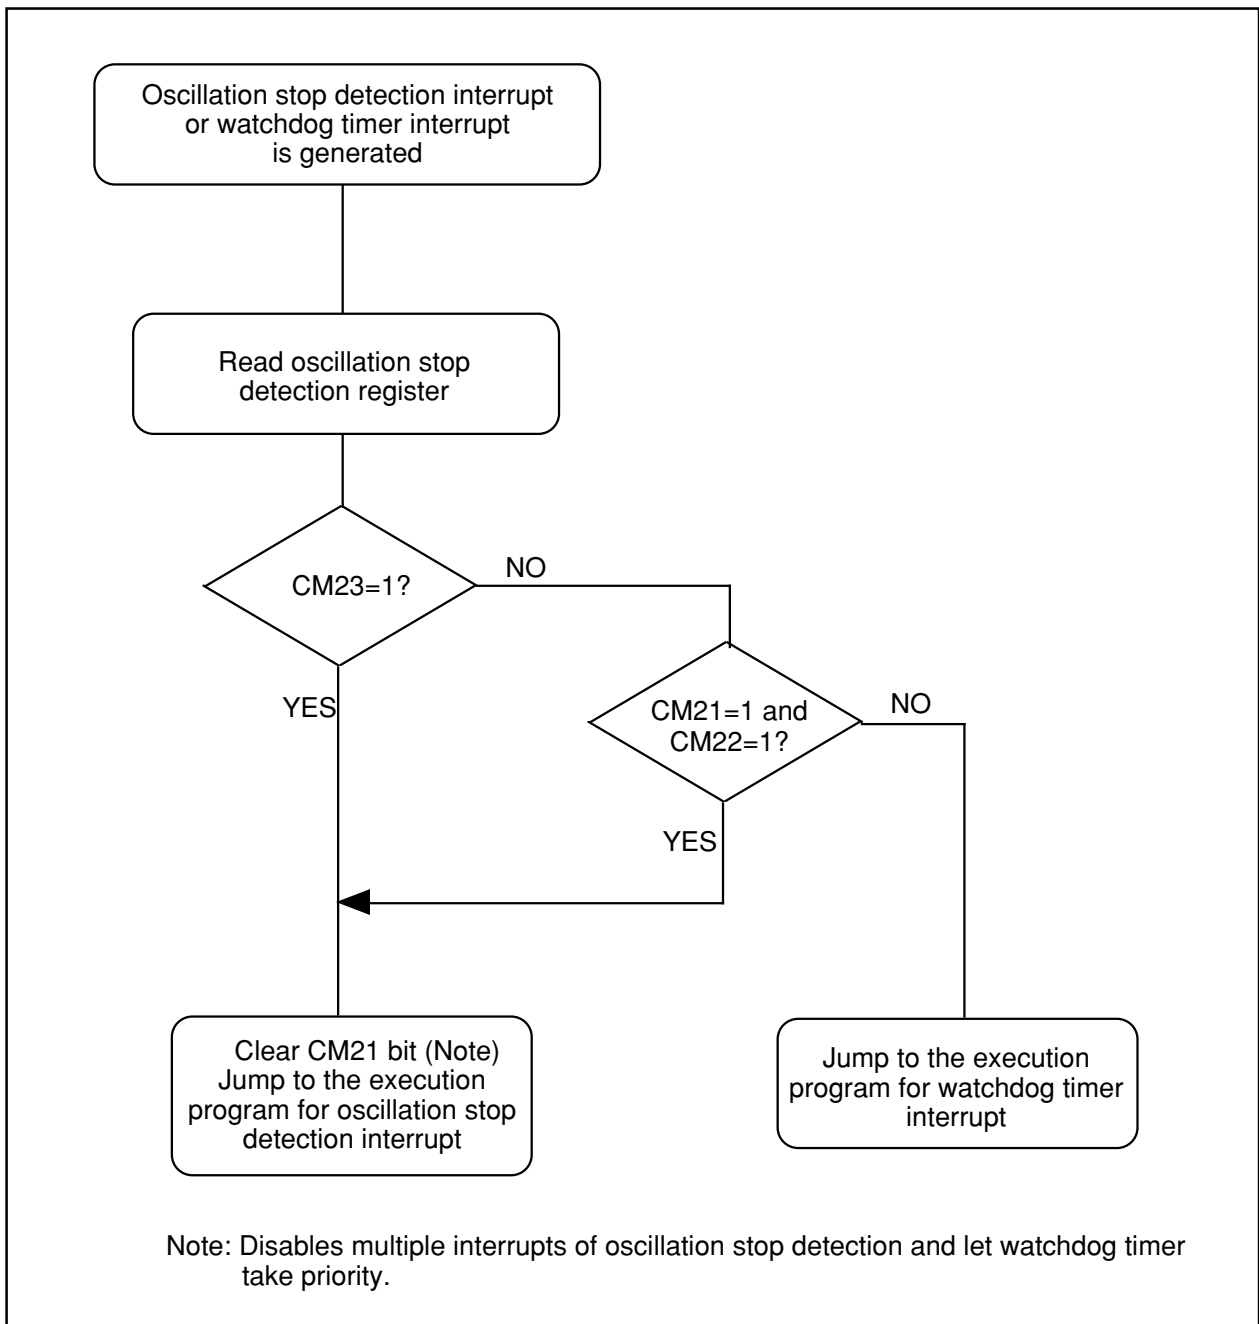 Oscillation stop detection interrupt
or watchdog timer interrupt
is generated
Read oscillation stop
detection register
CM23=1?
NO
YES
CM21=1 and
CM22=1?
NO
YES
Clear CM21 bit (Note)
Jump to the execution
program for oscillation stop
detection interrupt
Jump to the execution
program for watchdog timer
interrupt
Note: Disables multiple interrupts of oscillation stop detection and let watchdog timer
take priority.